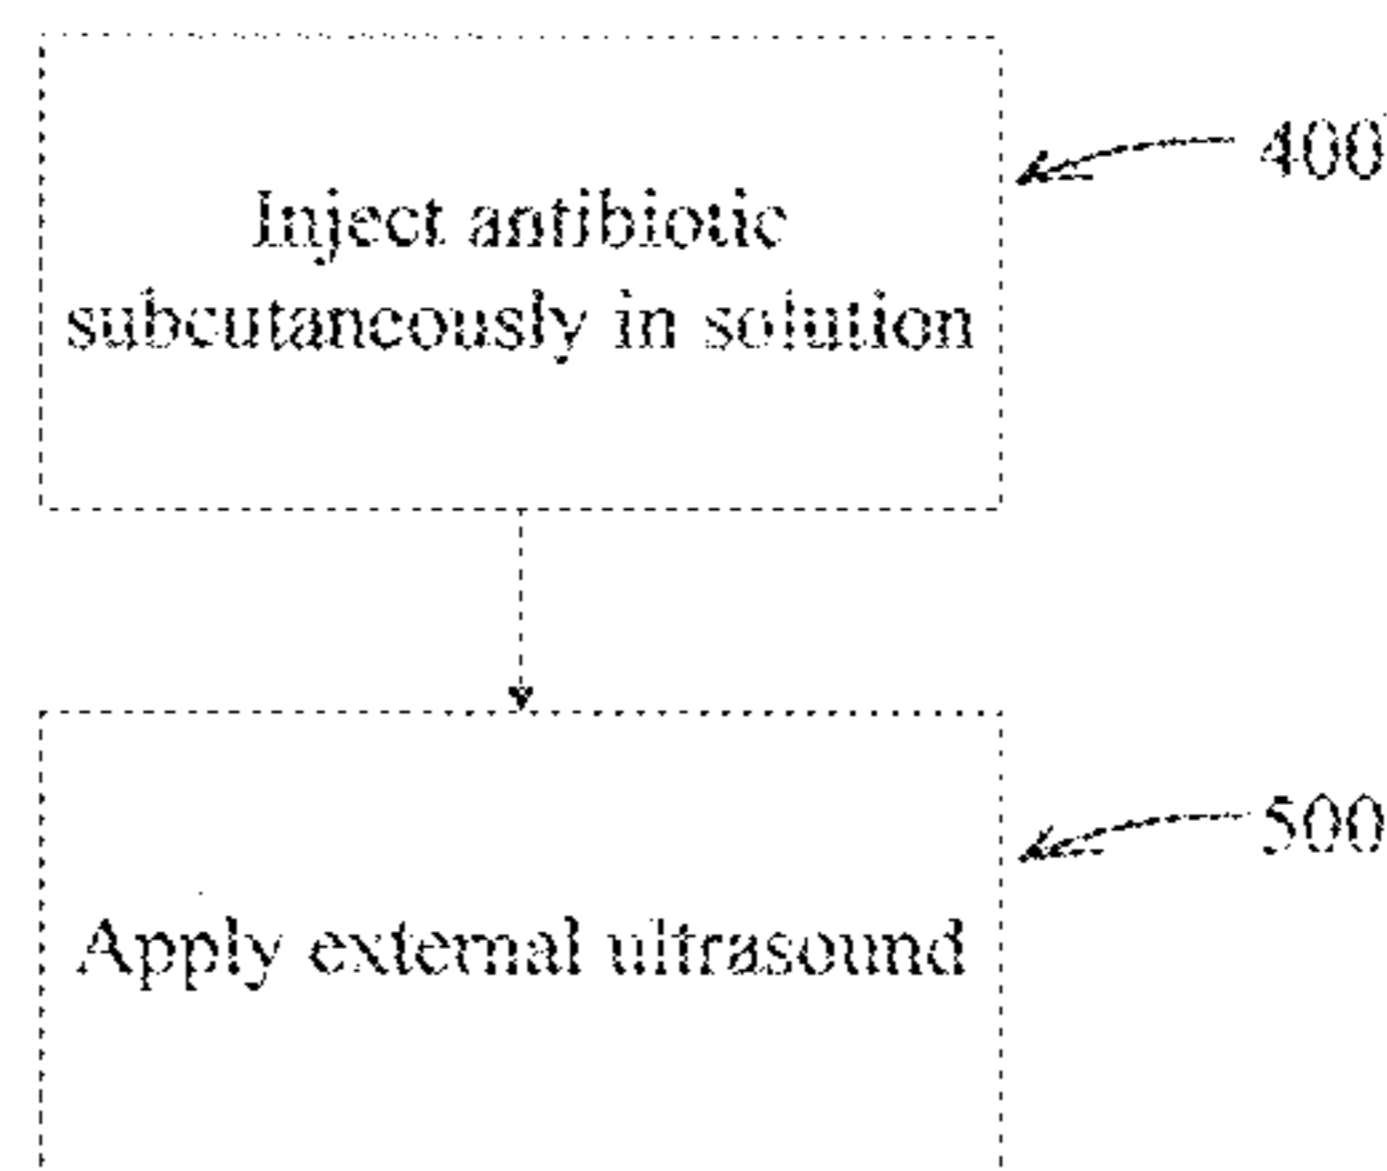 Inject antibiotic
subcutaneously in solution
400
Apply external ultrasound
500